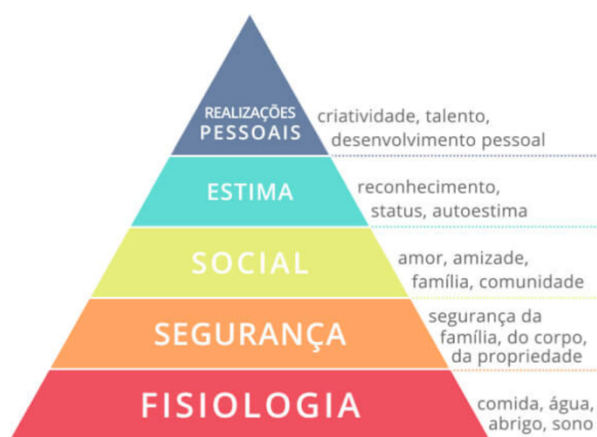 REALIZAÇÕES
PESSOAIS
criatividade, talento,
desenvolvimento pessoal
ESTIMA
reconhecimento,
status, autoestima
SOCIAL
amor, amizade,
família, comunidade
SEGURANÇA
segurança da
família, do corpo,
da propriedade
FISIOLOGIA
comida, água,
abrigo, sono